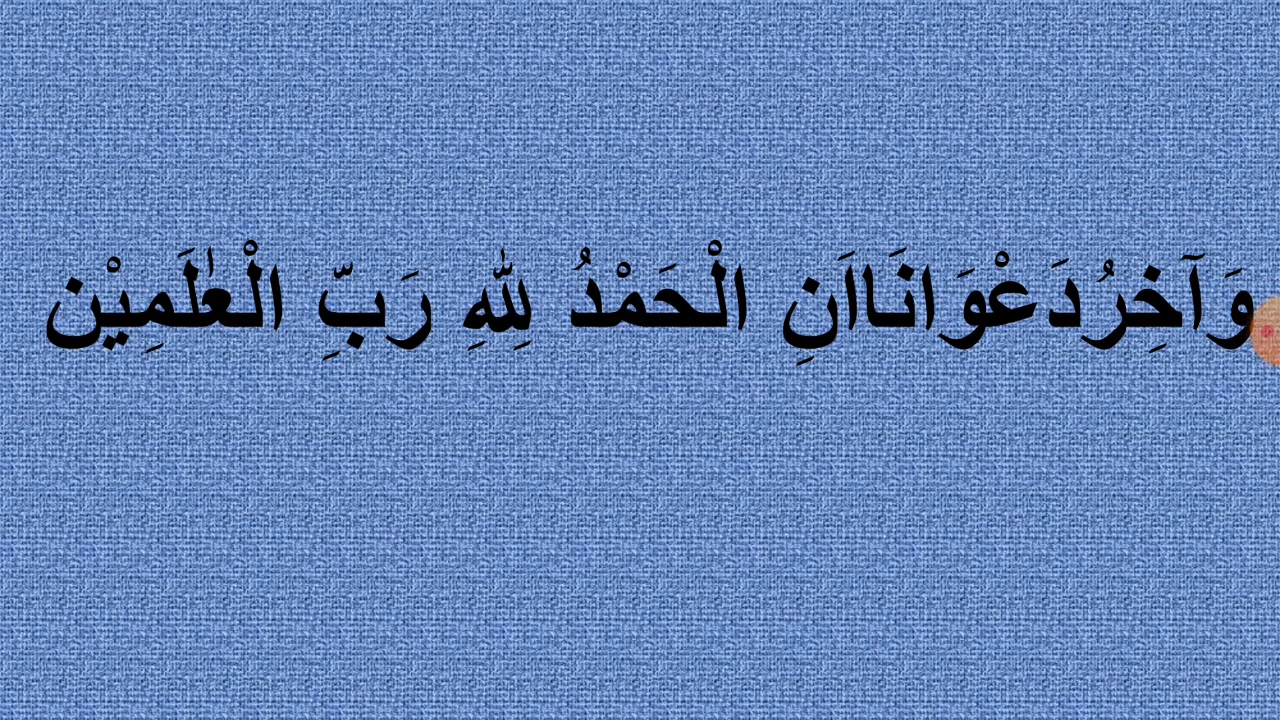 وَآخِرُدَعْوَانَااَنِ الْحَمْدُ لِلّٰهِ رَبِّ الْعٰلَمِيْن